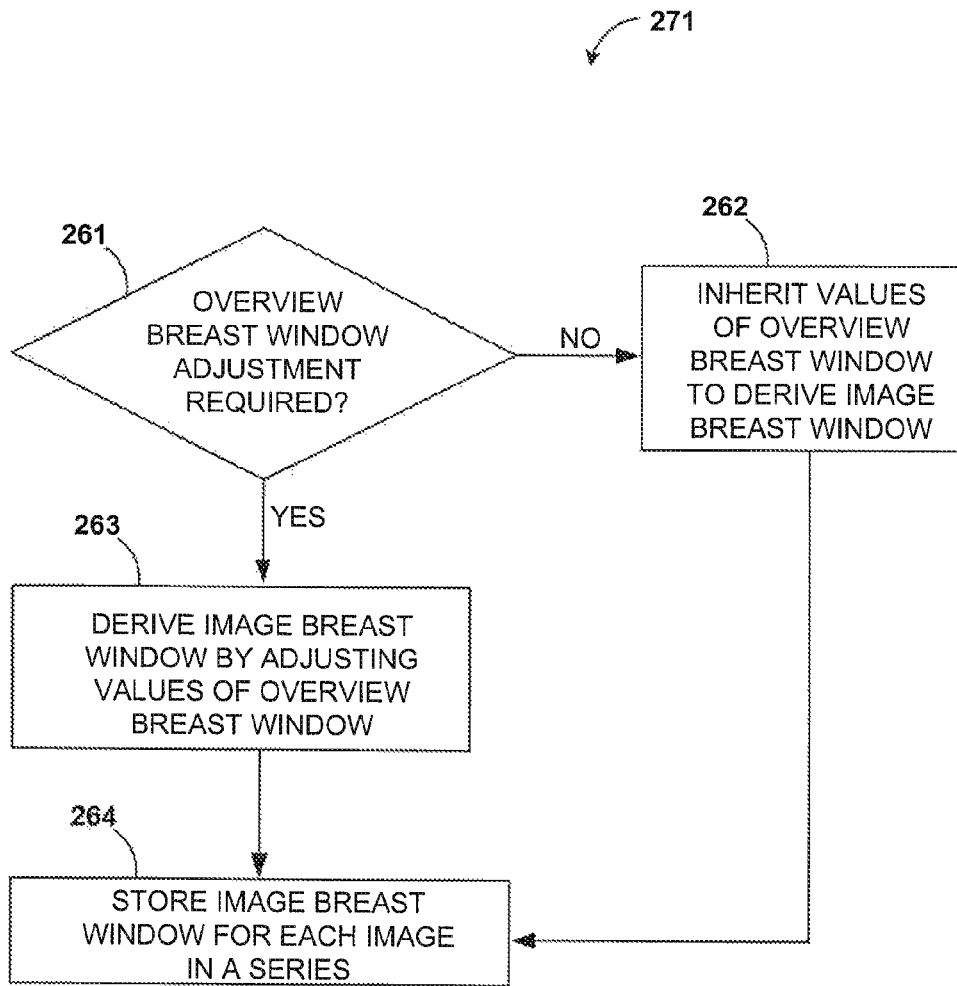 271
261
OVERVIEW
BREAST WINDOW
ADJUSTMENT
REQUIRED?
NO
262
INHERIT VALUES
OF OVERVIEW
BREAST WINDOW
TO DERIVE IMAGE
BREAST WINDOW
YES
263
DERIVE IMAGE BREAST
WINDOW BY ADJUSTING
VALUES OF OVERVIEW
BREAST WINDOW
264
STORE IMAGE BREAST
WINDOW FOR EACH IMAGE
IN A SERIES